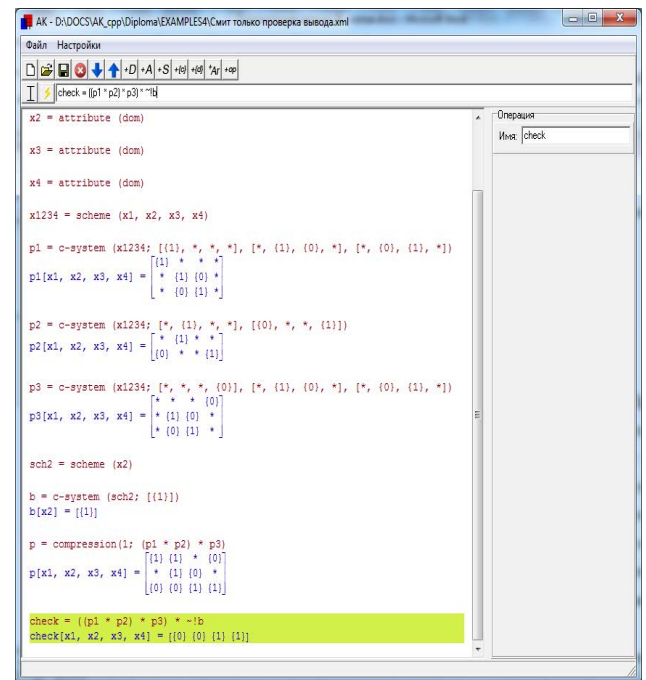 AK - D:\DOCS\AK_cpp\Diploma\EXAMPLES4\Смит только проверка вывода.xml
Файл Настройки
+D +A +S +(c) +(d) *Ar +op
check = ((p1 * p2) * p3) * ~!b
Операция
Имя: check
x2 = attribute (dom)
x3 = attribute (dom)
x4 = attribute (dom)
x1234 = scheme (x1, x2, x3, x4)
p1 = c-system (x1234; [{1}, *, *, *], [*, {1}, {0}, *], [*, {0}, {1}, *])
[{1} * * *
p1[x1, x2, x3, x4] = * {1} {0} *
* {0} {1} *]
p2 = c-system (x1234; [*, {1}, *, *], [{0}, *, *, {1}])
[* {1} * *
p2[x1, x2, x3, x4] =
{0} * * {1}]
p3 = c-system (x1234; [*, *, *, {0}], [*, {1}, {0}, *], [*, {0}, {1}, *])
[* * * {0}
p3[x1, x2, x3, x4] = * {1} {0} *
* {0} {1} *]
sch2 = scheme (x2)
b = c-system (sch2; [{1}])
b[x2] = [{1}]
p = compression(1; (p1 * p2) * p3)
[{1} {1} * {0}
p[x1, x2, x3, x4] = * {1} {0} *
{0} {0} {1} {1}]
check = ((p1 * p2) * p3) * ~!b
check[x1, x2, x3, x4] = [{0} {0} {1} {1}]